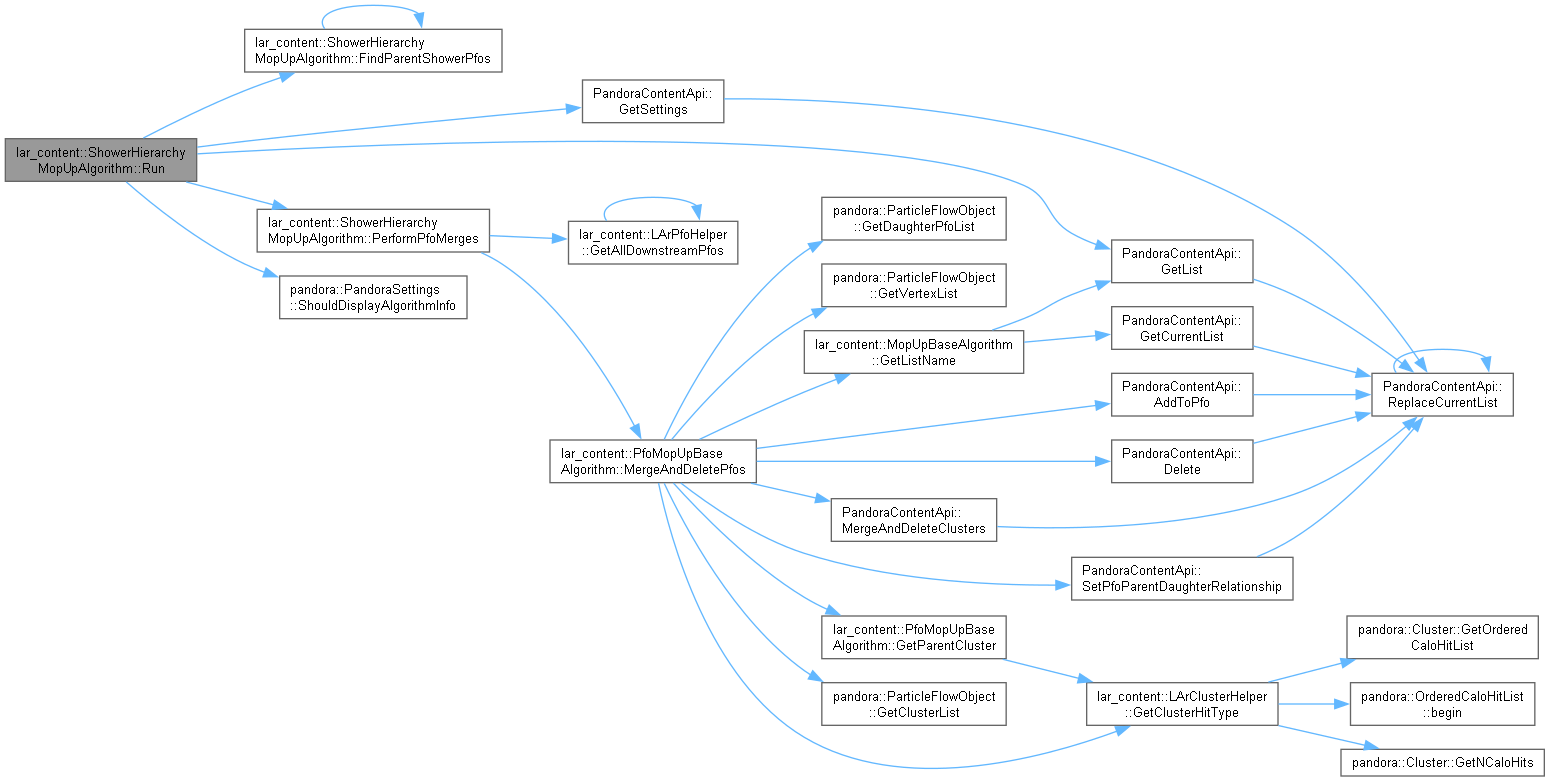 lar_content::ShowerHierarchy
MopUpAlgorithm::FindParentShowerPfos
PandoraContentApi::
GetSettings
lar_content::ShowerHierarchy
MopUpAlgorithm::Run
lar_content::ShowerHierarchy
MopUpAlgorithm::PerformPfoMerges
lar_content::LArPfoHelper
::GetAllDownstreamPfos
pandora::PandoraSettings
::ShouldDisplayAlgorithmInfo
pandora::ParticleFlowObject
::GetDaughterPfoList
pandora::ParticleFlowObject
::GetVertexList
lar_content::MopUpBaseAlgorithm
::GetListName
PandoraContentApi::
GetList
PandoraContentApi::
GetCurrentList
PandoraContentApi::
AddToPfo
PandoraContentApi::
ReplaceCurrentList
lar_content::PfoMopUpBase
Algorithm::MergeAndDeletePfos
PandoraContentApi::
Delete
PandoraContentApi::
MergeAndDeleteClusters
PandoraContentApi::
SetPfoParentDaughterRelationship
lar_content::PfoMopUpBase
Algorithm::GetParentCluster
pandora::ParticleFlowObject
::GetClusterList
lar_content::LArClusterHelper
::GetClusterHitType
pandora::Cluster::GetOrdered
CaloHitList
pandora::OrderedCaloHitList
::begin
pandora::Cluster::GetNCaloHits